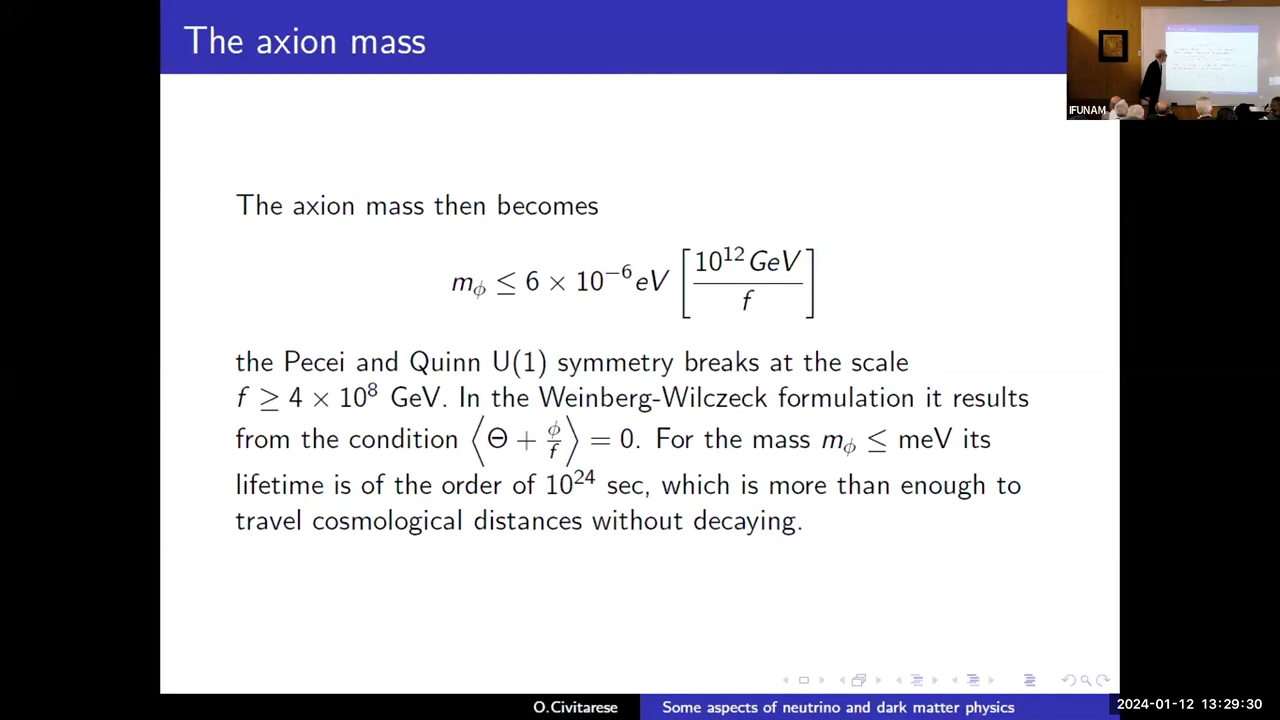 The axion mass
IFUNAM
The axion mass then becomes
m_ϕ ≤ 6 × 10^{−6} eV [10^{12} GeV / f]
the Pecei and Quinn U(1) symmetry breaks at the scale
f ≥ 4 × 10^8 GeV. In the Weinberg-Wilczeck formulation it results
from the condition ⟨Θ + ϕ/f⟩ = 0. For the mass m_ϕ ≤ meV its
lifetime is of the order of 10^{24} sec, which is more than enough to
travel cosmological distances without decaying.
O.Civitarese
Some aspects of neutrino and dark matter physics
2024-01-12 13:29:30